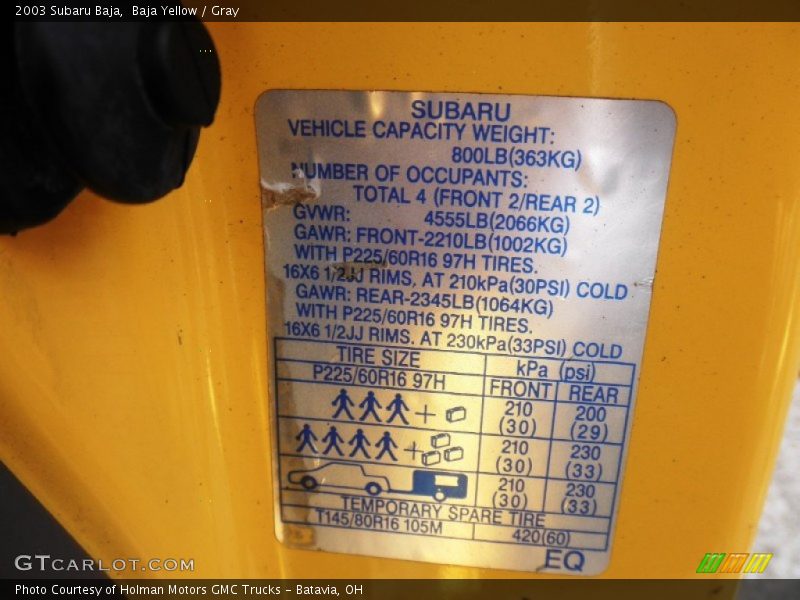 2003 Subaru Baja,  Baja Yellow / Gray
SUBARU
VEHICLE CAPACITY WEIGHT:
800LB(363KG)
NUMBER OF OCCUPANTS:
TOTAL 4 (FRONT 2/REAR 2)
GVWR: 4555LB(2066KG)
GAWR: FRONT-2210LB(1002KG)
WITH P225/60R16 97H TIRES.
16X6 1/2JJ RIMS, AT 210kPa(30PSI) COLD
GAWR: REAR-2345LB(1064KG)
WITH P225/60R16 97H TIRES.
16X6 1/2JJ RIMS, AT 230kPa(33PSI) COLD
TIRE SIZE kPa (psi)
P225/60R16 97H FRONT REAR
+ 210 200
(30) (29)
+ 210 230
(30) (33)
210 230
(30) (33)
TEMPORARY SPARE TIRE
T145/80R16 105M 420(60)
EQ
GTCARLOT.COM
Photo Courtesy of Holman Motors GMC Trucks - Batavia, OH